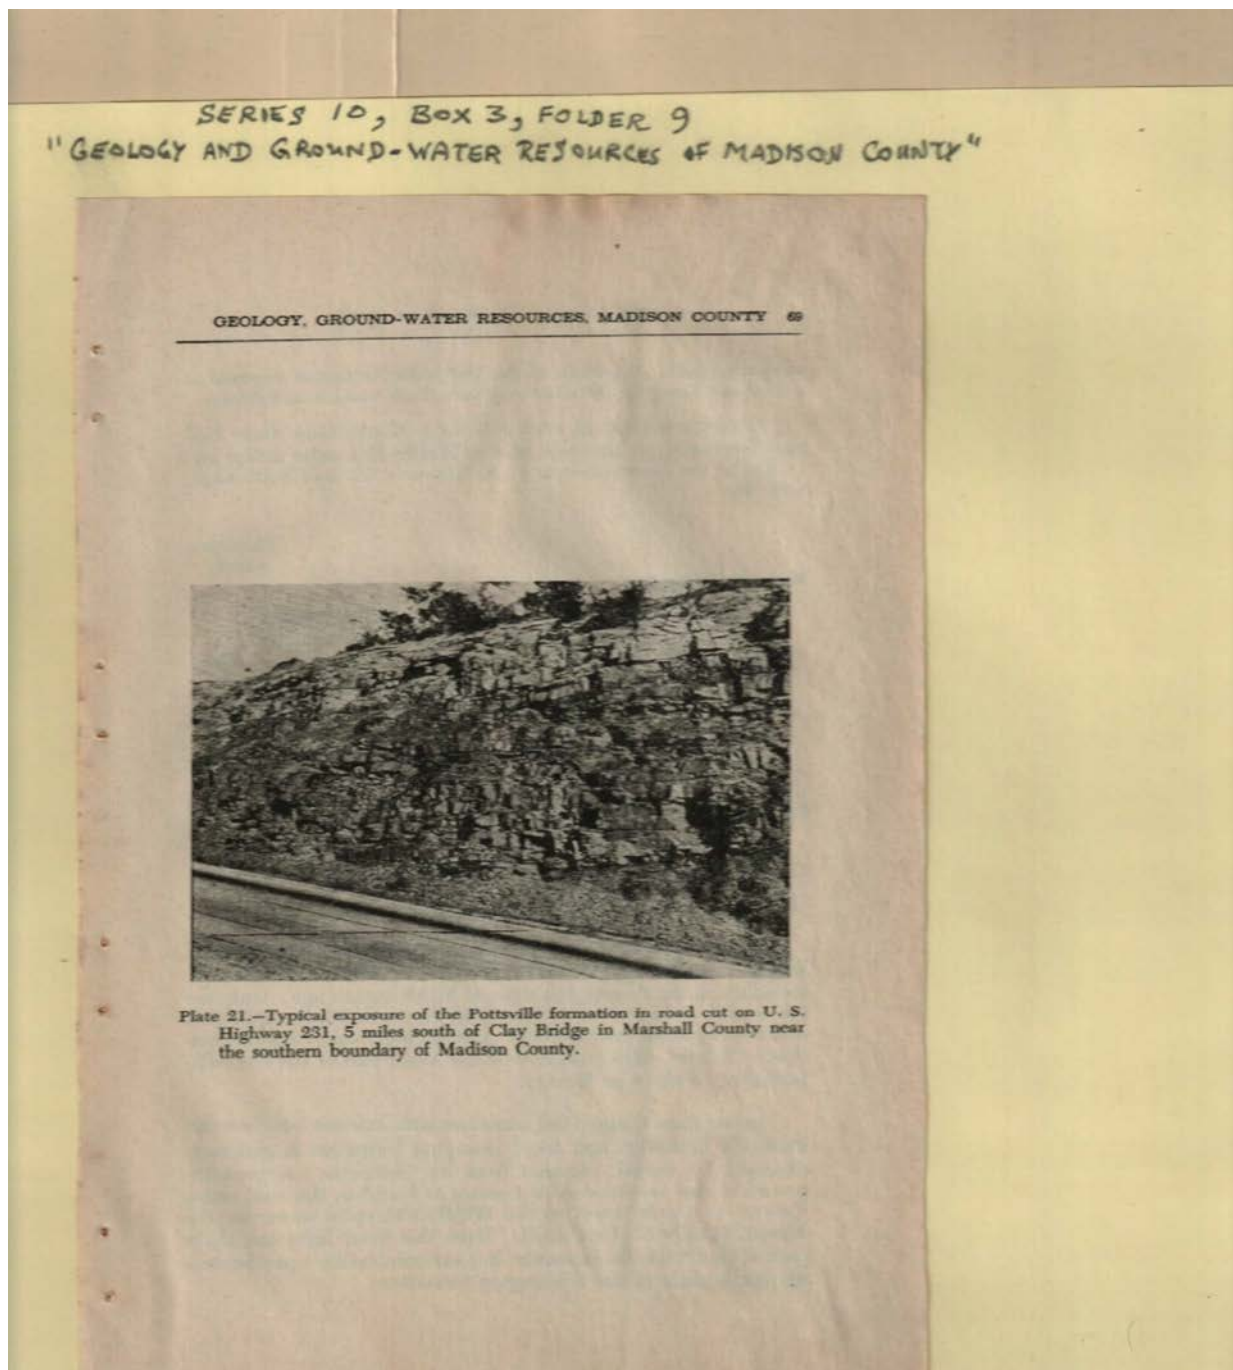 SERIES 10, BOX 3, FOLDER 9
"GEOLOGY AND GROUND-WATER RESOURCES OF MADISON COUNTY"
GEOLOGY, GROUND-WATER RESOURCES, MADISON COUNTY 69
Plate 21.—Typical exposure of the Pottsville formation in road cut on U. S.
Highway 231, 5 miles south of Clay Bridge in Marshall County near
the southern boundary of Madison County.